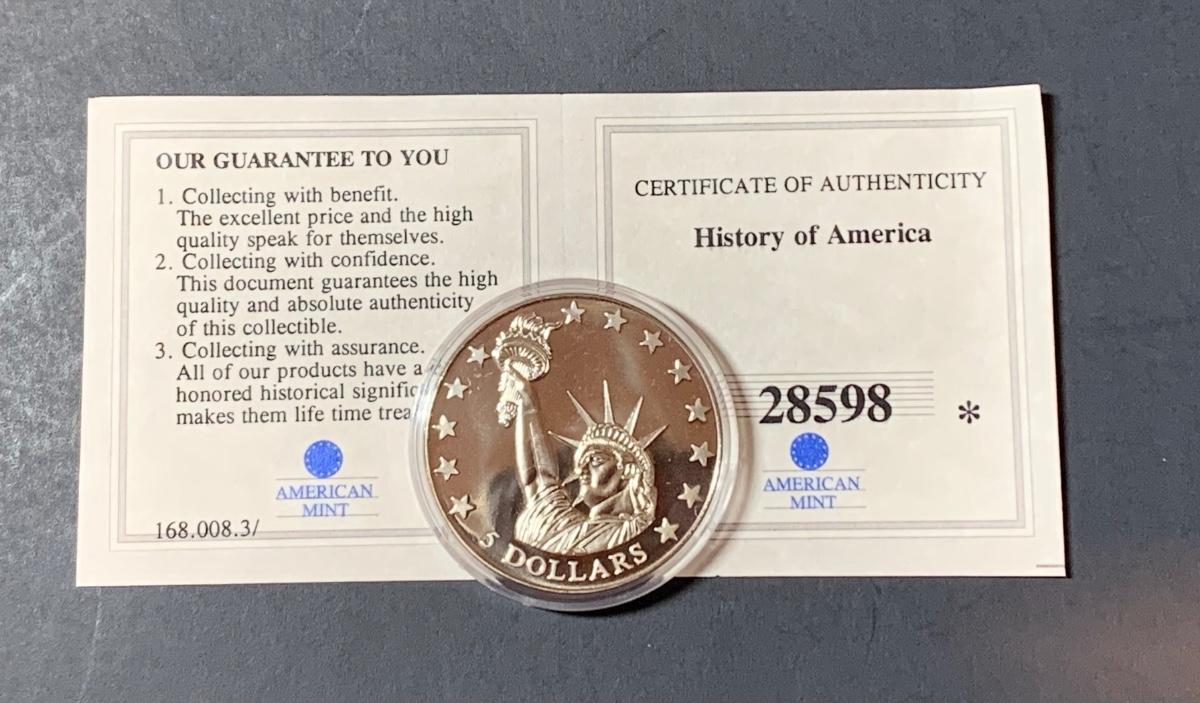 OUR GUARANTEE TO YOU
1. Collecting with benefit.
The excellent price and the high
quality speak for themselves.
2. Collecting with confidence.
This document guarantees the high
quality and absolute authenticity
of this collectible.
3. Collecting with assurance.
All of our products have a
honored historical
makes them life time
AMERICAN
MINT
168.008.3/
CERTIFICATE OF AUTHENTICITY
History of America
28598 *
AMERICAN
MINT
5 DOLLARS